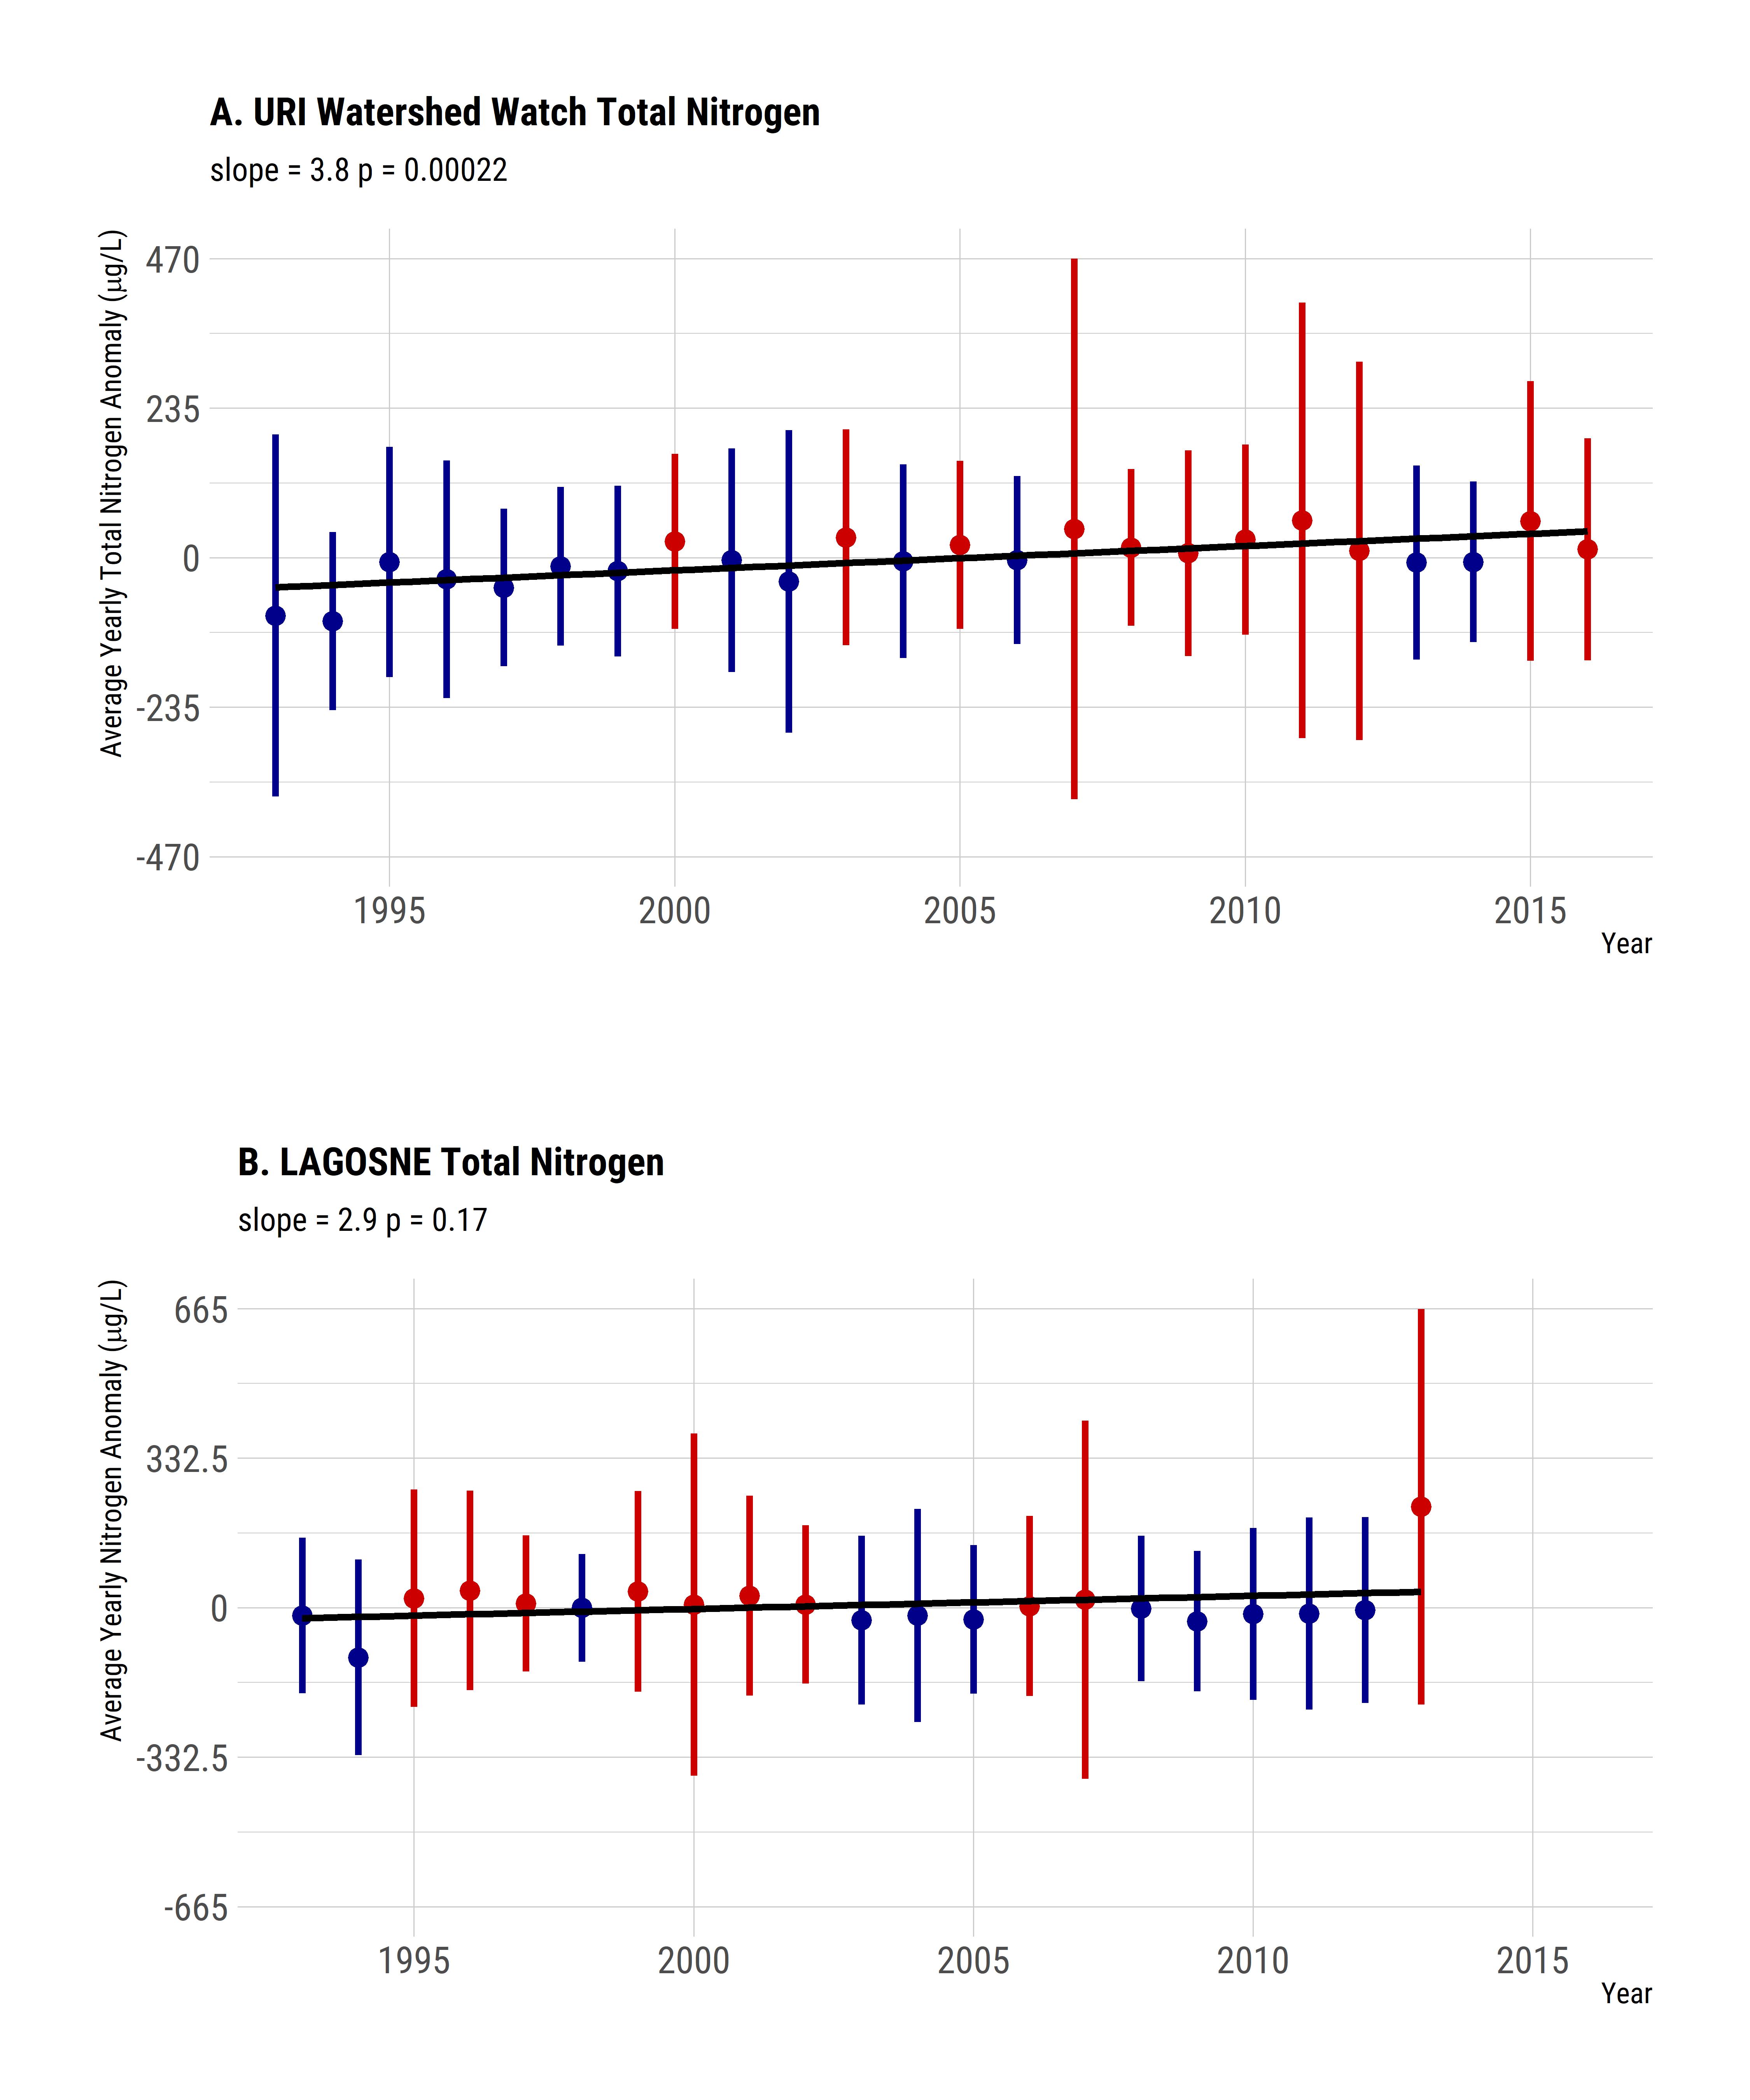 A. URI Watershed Watch Total Nitrogen
slope = 3.8 p = 0.00022
Average Yearly Total Nitrogen Anomaly (µg/L)
470
235
0
-235
-470
1995 2000 2005 2010 2015
Year
B. LAGOSNE Total Nitrogen
slope = 2.9 p = 0.17
Average Yearly Nitrogen Anomaly (µg/L)
665
332.5
0
-332.5
-665
1995 2000 2005 2010 2015
Year